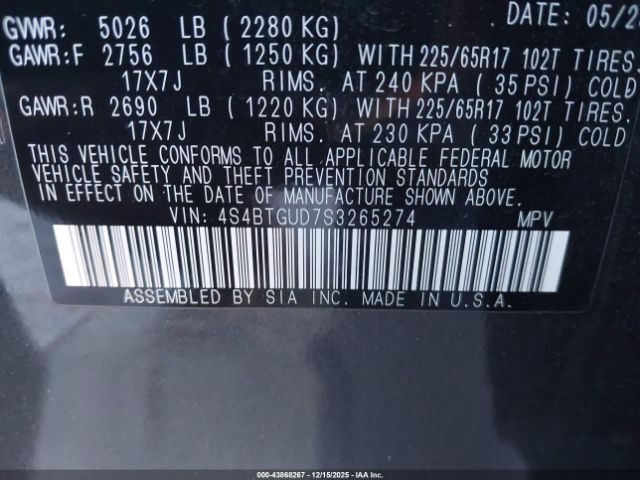 GVWR: 5026 LB (2280 KG) DATE: 05/2
GAWR:F 2756 LB (1250 KG) WITH 225/65R17 102T TIRES,
17X7J RIMS. AT 240 KPA (35 PSI) COLD
GAWR:R 2690 LB (1220 KG) WITH 225/65R17 102T TIRES.
17X7J RIMS. AT 230 KPA (33 PSI) COLD
THIS VEHICLE CONFORMS TO ALL APPLICABLE FEDERAL MOTOR
VEHICLE SAFETY AND THEFT PREVENTION STANDARDS
IN EFFECT ON THE DATE OF MANUFACTURE SHOWN ABOVE.
VIN: 4S4BTGUD7S3265274 MPV
ASSEMBLED BY SIA INC. MADE IN U.S.A.
000-43868267 - 12/15/2025 - IAAI.COM